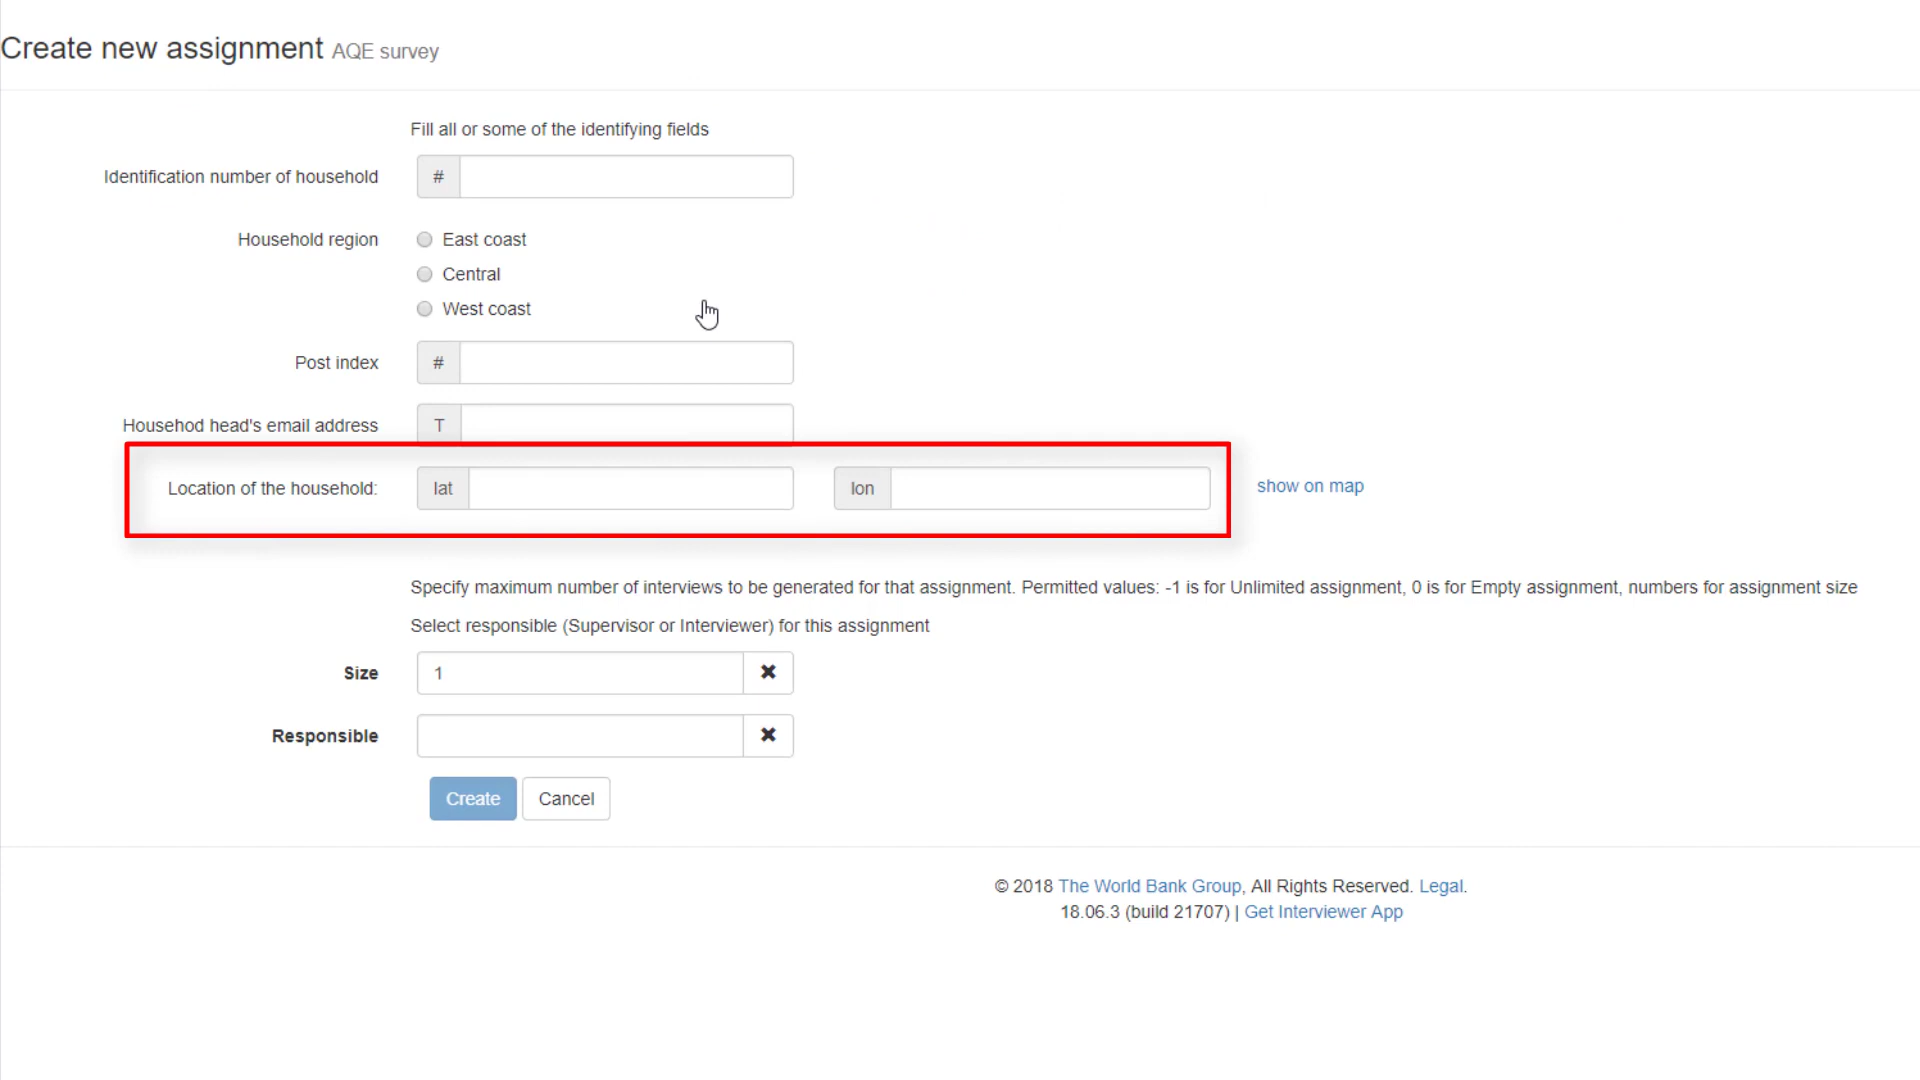 Create new assignment AQE survey
Fill all or some of the identifying fields
Identification number of household #
Household region East coast
Central
West coast
Post index #
Househod head's email address T
Location of the household: lat lon show on map
Specify maximum number of interviews to be generated for that assignment. Permitted values: -1 is for Unlimited assignment, 0 is for Empty assignment, numbers for assignment size
Select responsible (Supervisor or Interviewer) for this assignment
Size 1 ✖
Responsible ✖
Create Cancel
© 2018 The World Bank Group, All Rights Reserved. Legal.
18.06.3 (build 21707) | Get Interviewer App